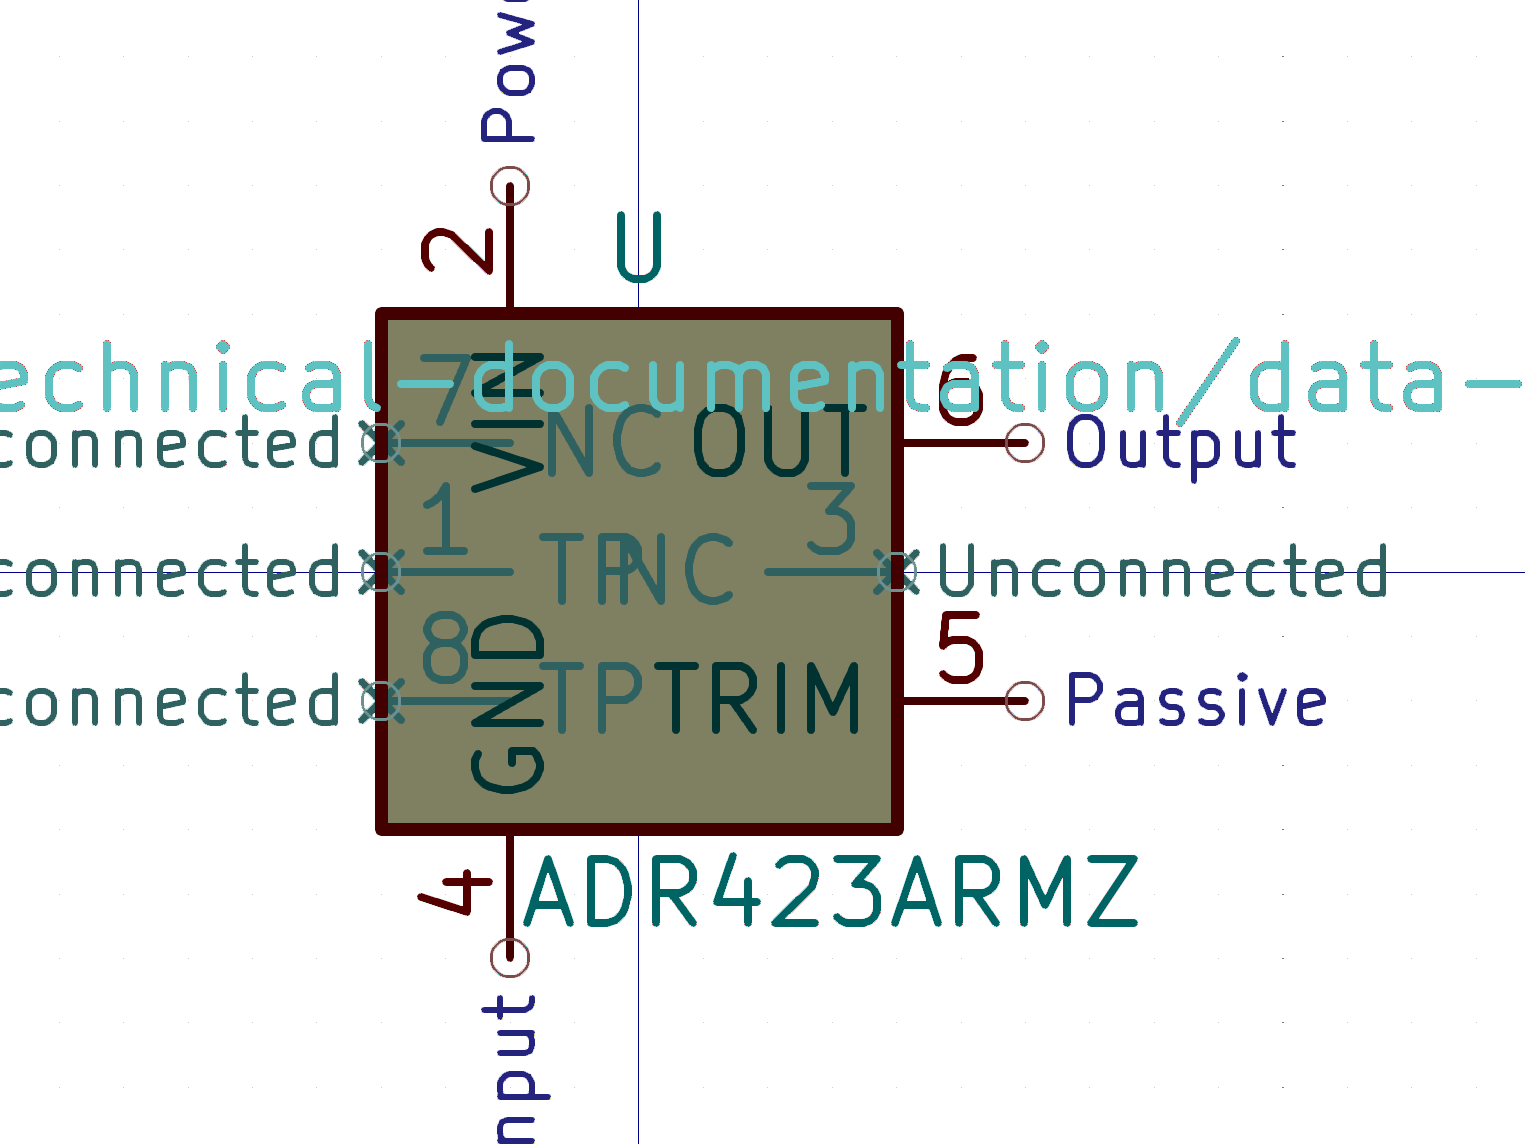 Powe
2
U
echnical-documentation/data-
7
VIN
6
connected
NC
OUT
Output
1
3
connected
TP
NC
Unconnected
8
GND
5
connected
TP
TRIM
Passive
4
ADR423ARMZ
nput